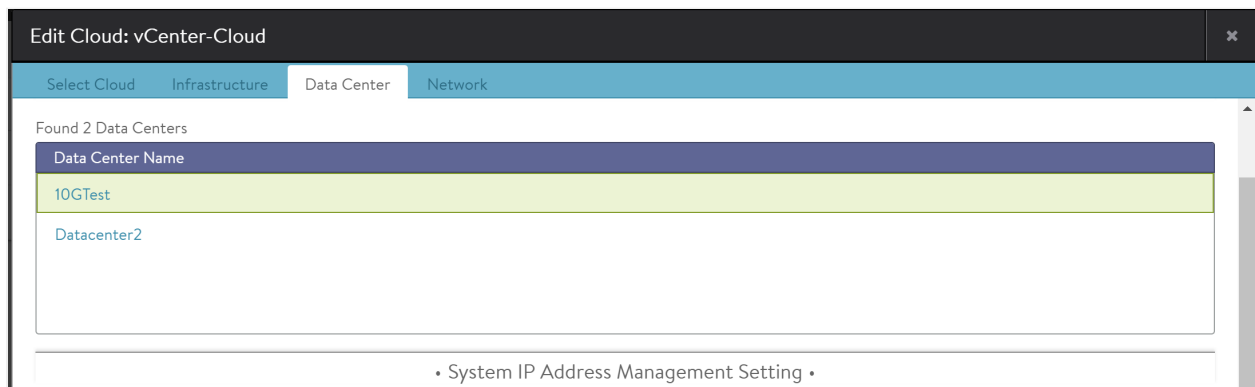 Edit Cloud: vCenter-Cloud
Select Cloud Infrastructure Data Center Network
Found 2 Data Centers
Data Center Name
10GTest
Datacenter2
• System IP Address Management Setting •